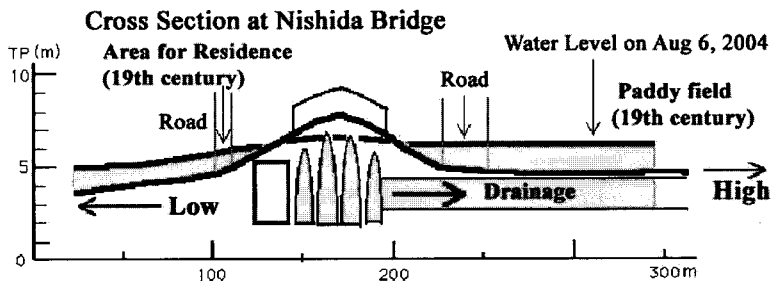 Cross Section at Nishida Bridge
TP (m)
Area for Residence
(19th century)
Water Level on Aug 6, 2004
10
Road
Road
Paddy field
(19th century)
5
Low
Drainage
High
0
100
200
300m